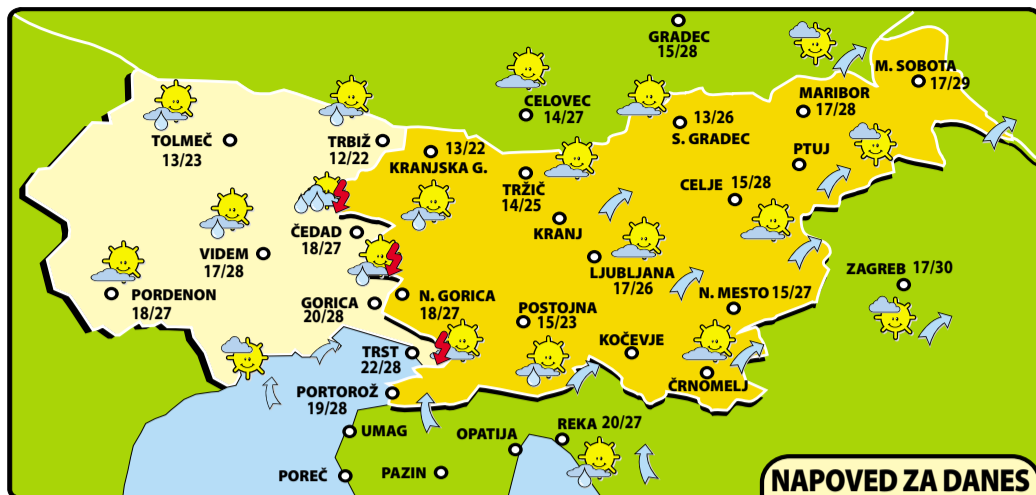 GRADEC
15/28
M. SOBOTA
17/29
CELOVEC
14/27
MARIBOR
17/28
13/26
S. GRADEC
TOLMEČ
13/23
TRBIŽ
12/22
13/22
KRANJSKA G.
PTUJ
TRŽIČ
14/25
CELJE 15/28
KRANJ
ČEDAD
18/27
VIDEM
17/28
LJUBLJANA
17/26
ZAGREB 17/30
PORDENON
18/27
GORICA
20/28
N. GORICA
18/27
N. MESTO 15/27
POSTOJNA
15/23
KOČEVJE
TRST
22/28
ČRNOMELJ
PORTOROŽ
19/28
UMAG
OPATIJA
REKA 20/27
POREČ
PAZIN
NAPOVED ZA DANES